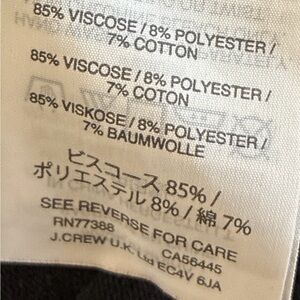 85% VISCOSE / 8% POLYESTER /
7% COTTON
85% VISCOSE / 8% POLYESTER /
7% COTON
85% VISKOSE / 8% POLYESTER /
7% BAUMWOLLE
ビスコース 85% /
ポリエステル 8% / 綿 7%
SEE REVERSE FOR CARE
RN77388 CA56445
J.CREW U.K. Ltd EC4V 6JA